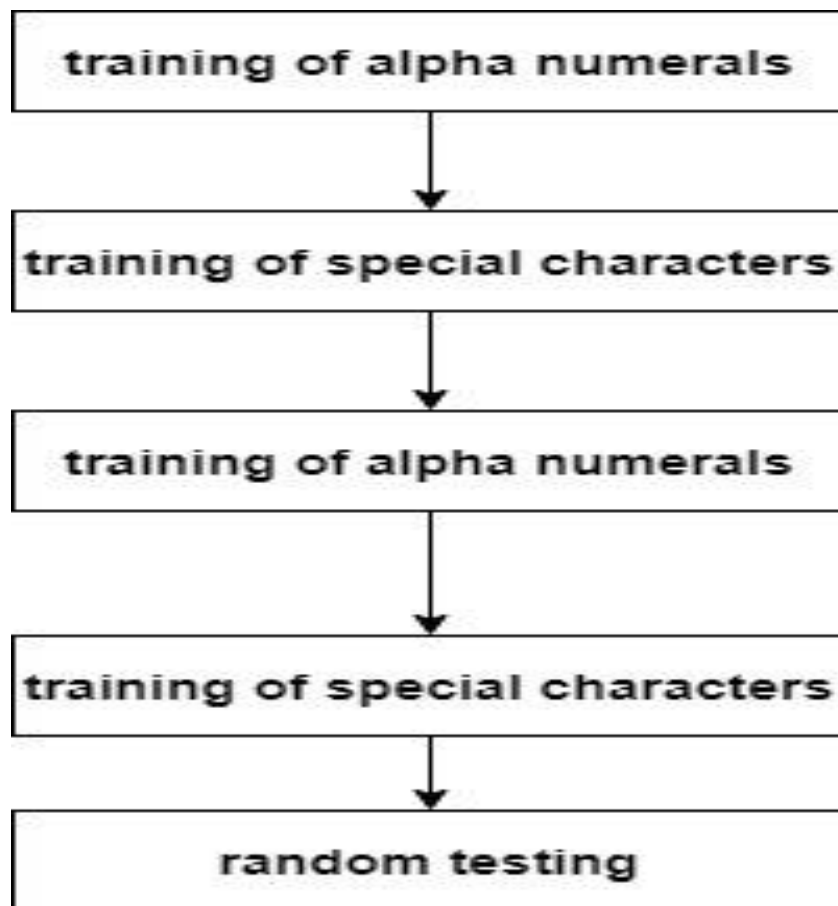 training of alpha numerals
training of special characters
training of alpha numerals
training of special characters
random testing